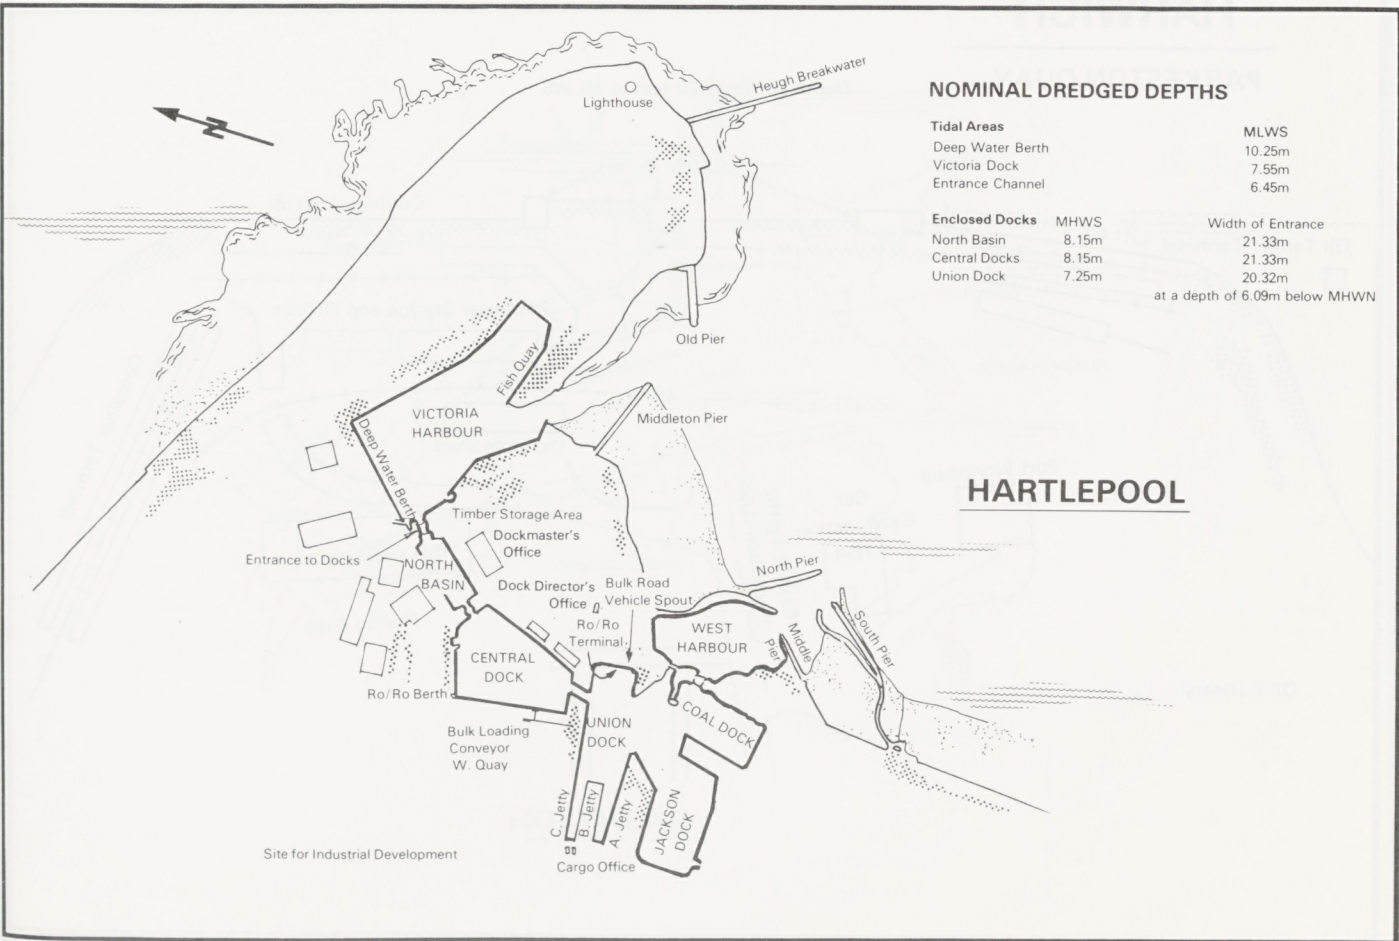 Heugh Breakwater
Lighthouse
N
NOMINAL DREDGED DEPTHS
Tidal Areas MLWS
Deep Water Berth 10.25m
Victoria Dock 7.55m
Entrance Channel 6.45m
Enclosed Docks MHWS Width of Entrance
North Basin 8.15m 21.33m
Central Docks 8.15m 21.33m
Union Dock 7.25m 20.32m
at a depth of 6.09m below MHWN
Old Pier
Fish Quay
VICTORIA
HARBOUR
Middleton Pier
Deep Water Berth
HARTLEPOOL
Timber Storage Area
Dockmaster's
Office
Entrance to Docks
NORTH
BASIN
Dock Director's
Office
Bulk Road
Vehicle Spout
North Pier
Ro/Ro
Terminal
WEST
HARBOUR
Middle
Pier
South Pier
CENTRAL
DOCK
Ro/Ro Berth
COAL DOCK
UNION
DOCK
Bulk Loading
Conveyor
W. Quay
C. Jetty
B. Jetty
A. Jetty
JACKSON
DOCK
Site for Industrial Development
Cargo Office